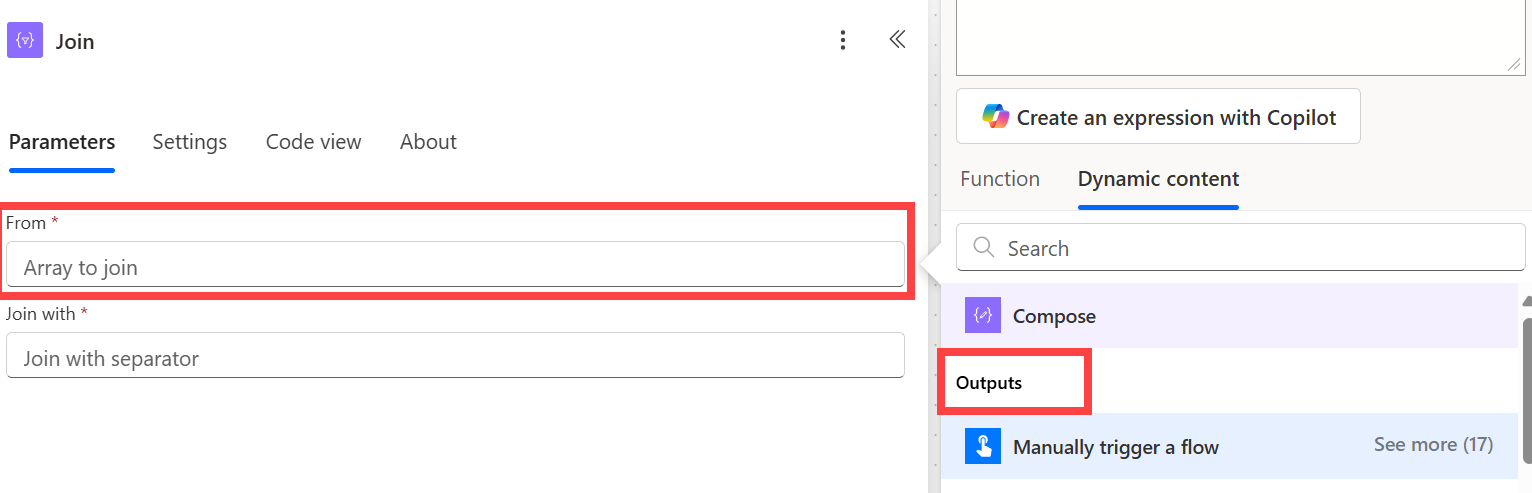 Join
Parameters Settings Code view About
From *
Array to join
Join with *
Join with separator
Create an expression with Copilot
Function Dynamic content
Search
Compose
Outputs
Manually trigger a flow See more (17)